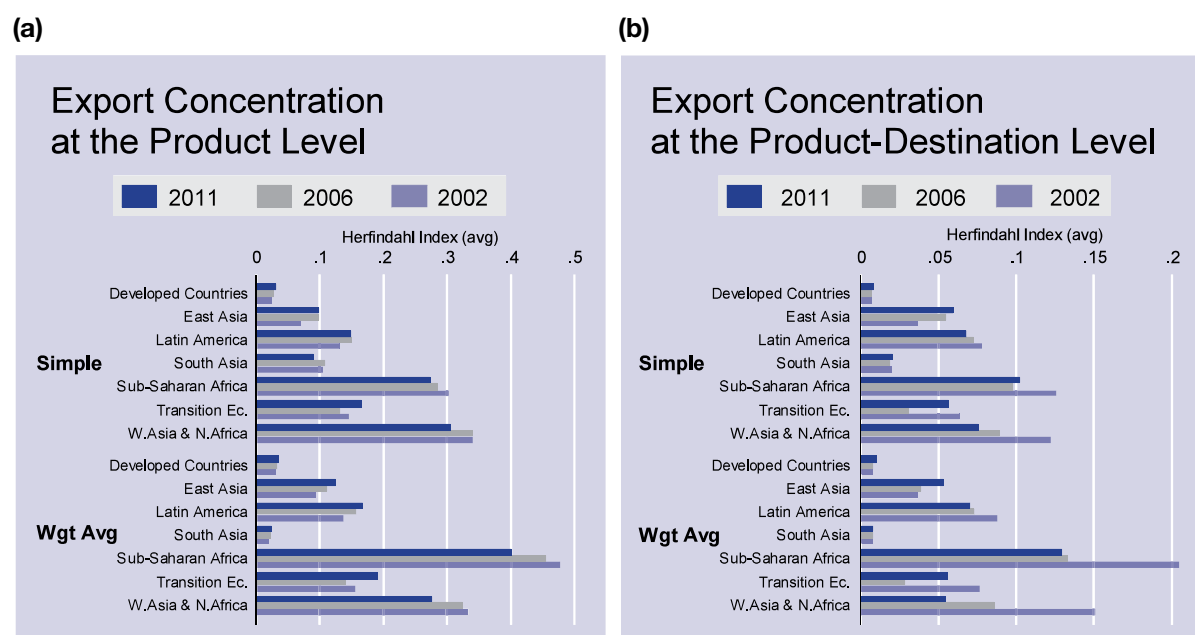 (a)
Export Concentration
at the Product Level
2011 2006 2002
Herfindahl Index (avg)
0 .1 .2 .3 .4 .5
Developed Countries
East Asia
Latin America
Simple
South Asia
Sub-Saharan Africa
Transition Ec.
W.Asia & N.Africa
Developed Countries
East Asia
Latin America
Wgt Avg
South Asia
Sub-Saharan Africa
Transition Ec.
W.Asia & N.Africa
(b)
Export Concentration
at the Product-Destination Level
2011 2006 2002
Herfindahl Index (avg)
0 .05 .1 .15 .2
Developed Countries
East Asia
Latin America
Simple
South Asia
Sub-Saharan Africa
Transition Ec.
W.Asia & N.Africa
Developed Countries
East Asia
Latin America
Wgt Avg
South Asia
Sub-Saharan Africa
Transition Ec.
W.Asia & N.Africa